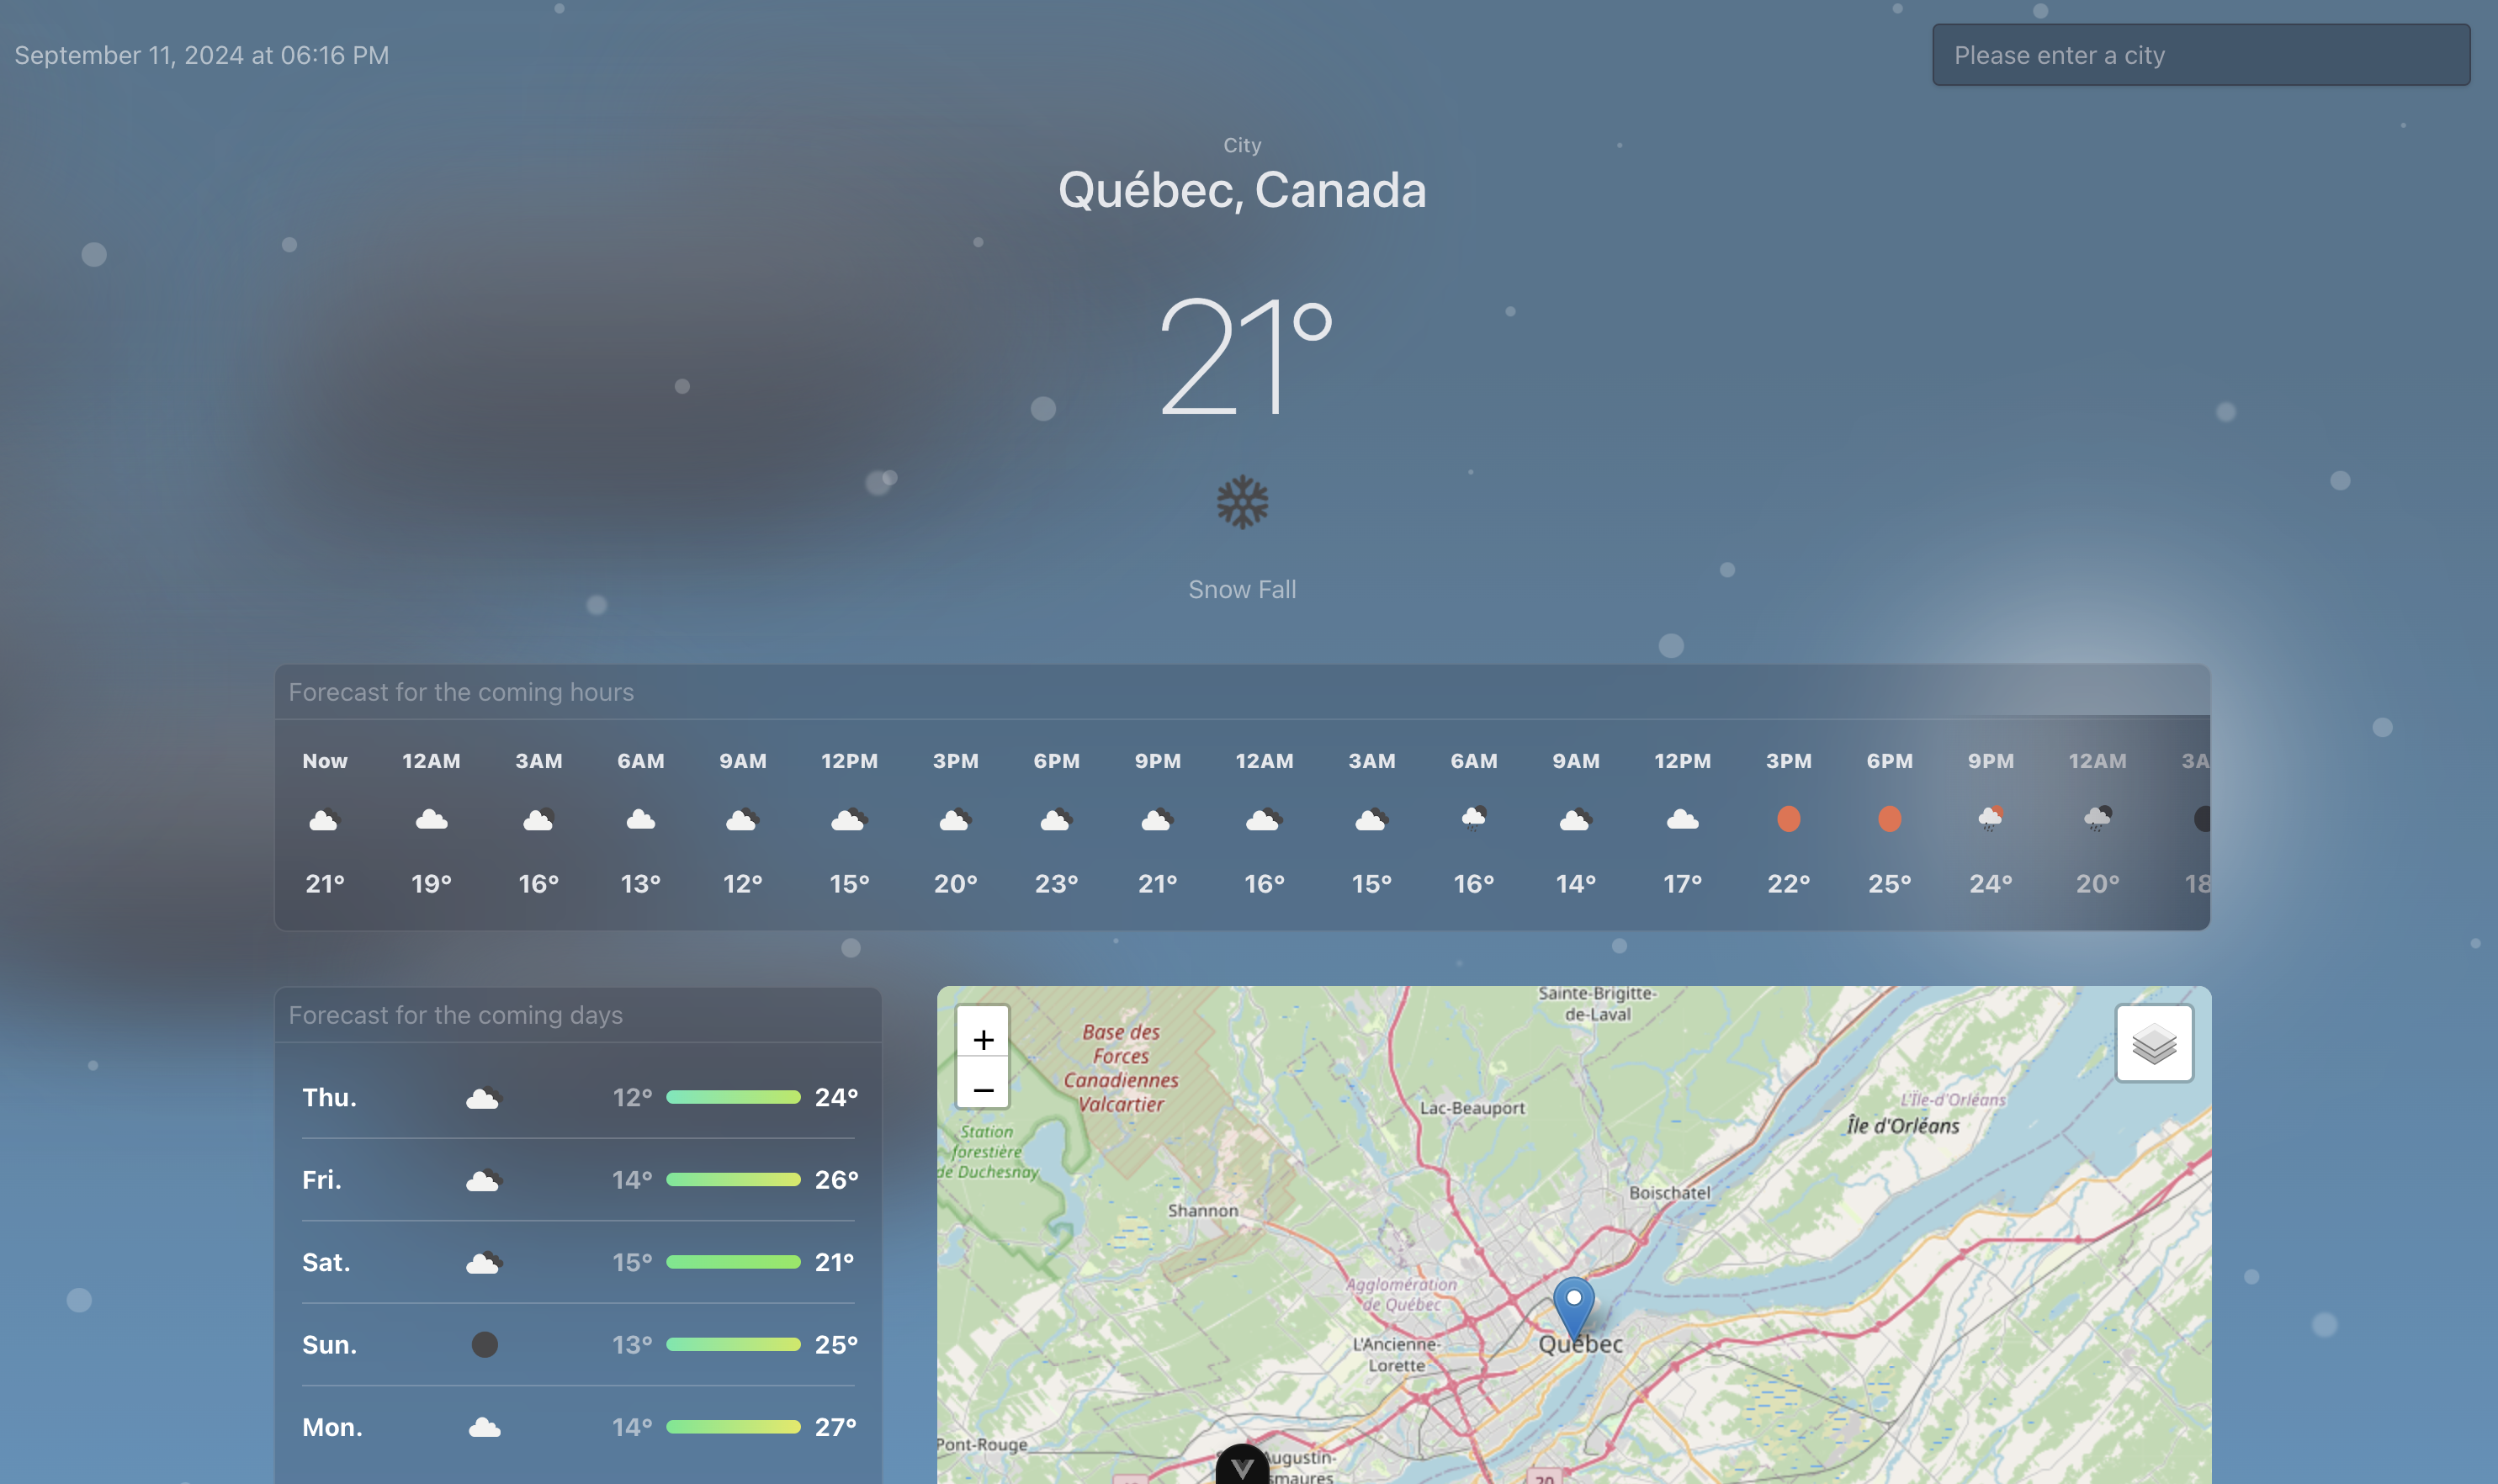 September 11, 2024 at 06:16 PM
Please enter a city
City
Québec, Canada
21°
Snow Fall
Forecast for the coming hours
Now 12AM 3AM 6AM 9AM 12PM 3PM 6PM 9PM 12AM 3AM 6AM 9AM 12PM 3PM 6PM 9PM 12AM 3A
21° 19° 16° 13° 12° 15° 20° 23° 21° 16° 15° 16° 14° 17° 22° 25° 24° 20° 18
Forecast for the coming days
Thu. 12° 24°
Fri. 14° 26°
Sat. 15° 21°
Sun. 13° 25°
Mon. 14° 27°
+
−
Sainte-Brigitte-
de-Laval
Base des
Forces
Canadiennes
Valcartier
Station
forestière
de Duchesnay
Lac-Beauport
L'Île-d'Orléans
Île d'Orléans
Boischatel
Shannon
Agglomération
de Québec
Québec
L'Ancienne-
Lorette
Pont-Rouge
Augustin-
smaures
20